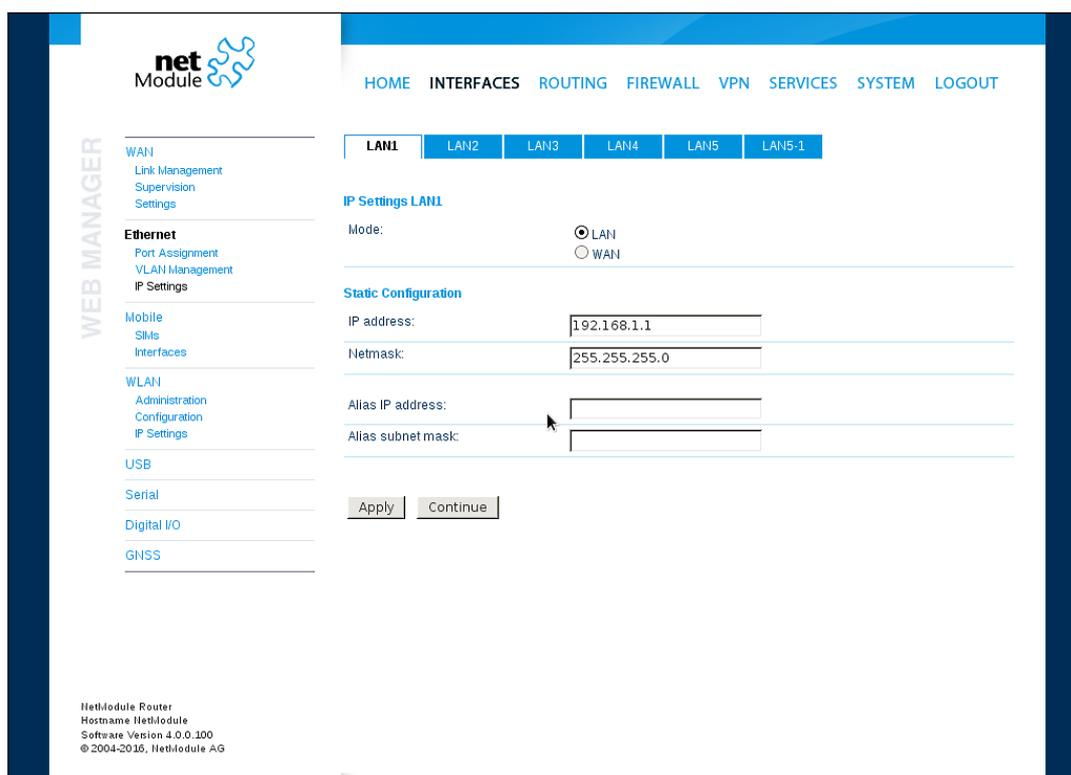 net
Module
HOME INTERFACES ROUTING FIREWALL VPN SERVICES SYSTEM LOGOUT
WEB MANAGER
WAN
Link Management
Supervision
Settings
Ethernet
Port Assignment
VLAN Management
IP Settings
Mobile
SIMs
Interfaces
WLAN
Administration
Configuration
IP Settings
USB
Serial
Digital I/O
GNSS
LAN1 LAN2 LAN3 LAN4 LAN5 LAN5-1
IP Settings LAN1
Mode: LAN
WAN
Static Configuration
IP address: 192.168.1.1
Netmask: 255.255.255.0
Alias IP address:
Alias subnet mask:
Apply Continue
NetModule Router
Hostname NetModule
Software Version 4.0.0.100
© 2004-2016, NetModule AG